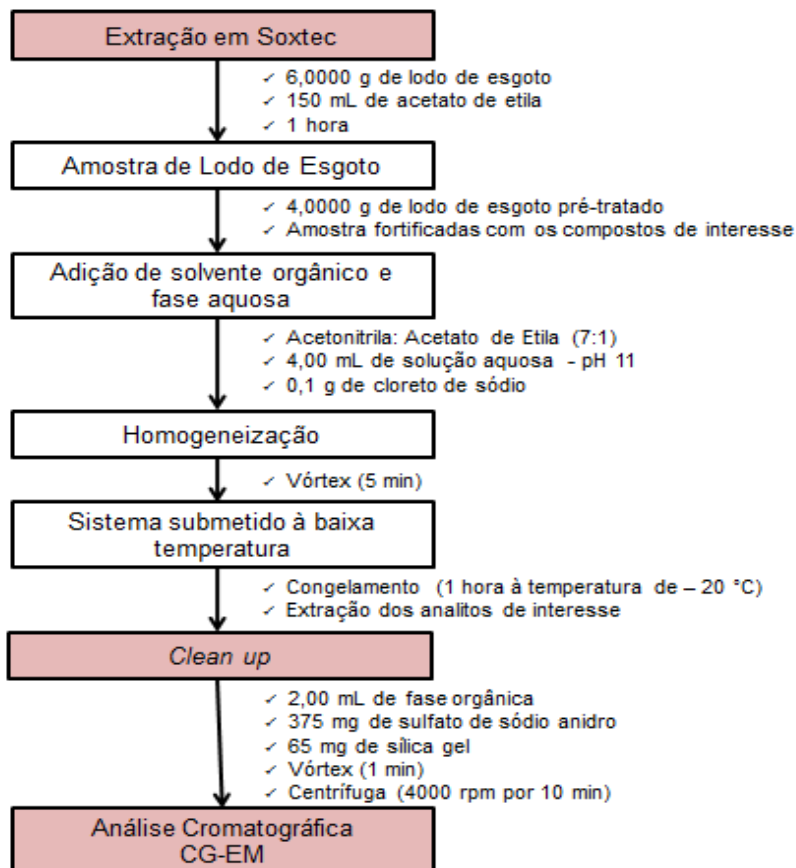 Extração em Soxtec
✓ 6,0000 g de lodo de esgoto
✓ 150 mL de acetato de etila
✓ 1 hora
Amostra de Lodo de Esgoto
✓ 4,0000 g de lodo de esgoto pré-tratado
✓ Amostra fortificadas com os compostos de interesse
Adição de solvente orgânico e
fase aquosa
✓ Acetonitrila: Acetato de Etila (7:1)
✓ 4,00 mL de solução aquosa - pH 11
✓ 0,1 g de cloreto de sódio
Homogeneização
✓ Vórtex (5 min)
Sistema submetido à baixa
temperatura
✓ Congelamento (1 hora à temperatura de – 20 °C)
✓ Extração dos analitos de interesse
Clean up
✓ 2,00 mL de fase orgânica
✓ 375 mg de sulfato de sódio anidro
✓ 65 mg de sílica gel
✓ Vórtex (1 min)
✓ Centrífuga (4000 rpm por 10 min)
Análise Cromatográfica
CG-EM